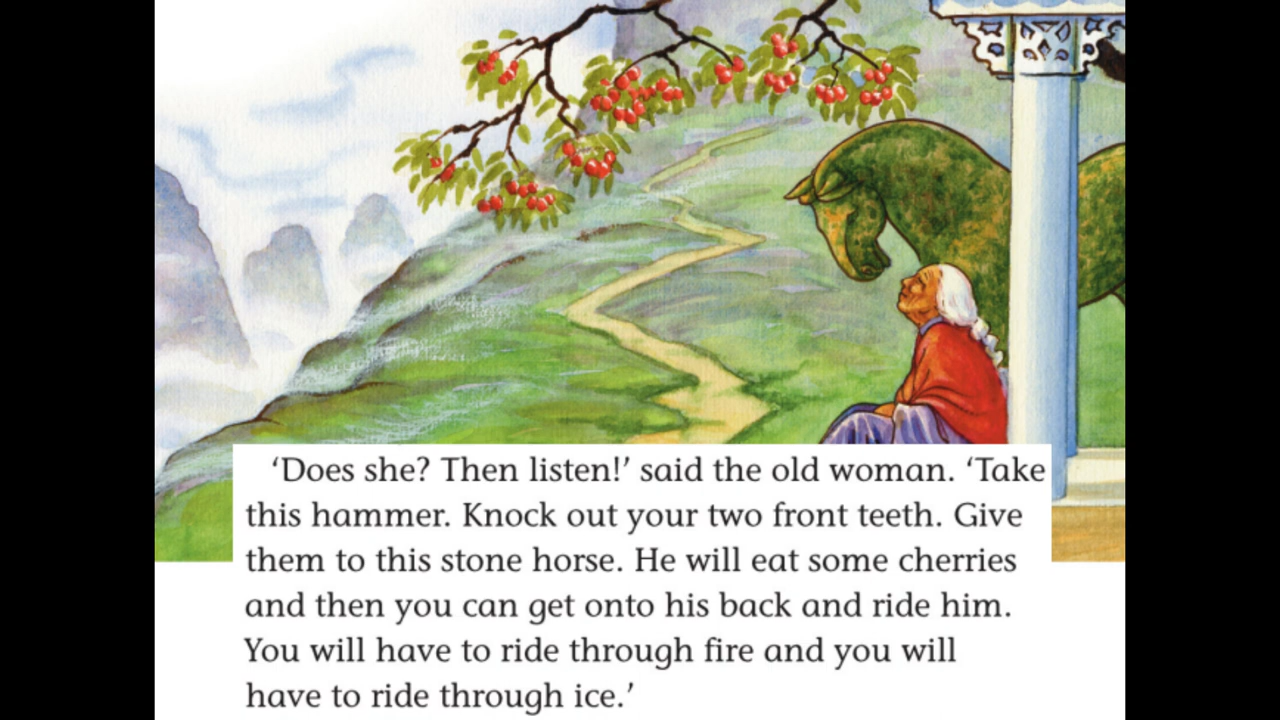 ‘Does she? Then listen!’ said the old woman. ‘Take
this hammer. Knock out your two front teeth. Give
them to this stone horse. He will eat some cherries
and then you can get onto his back and ride him.
You will have to ride through fire and you will
have to ride through ice.’